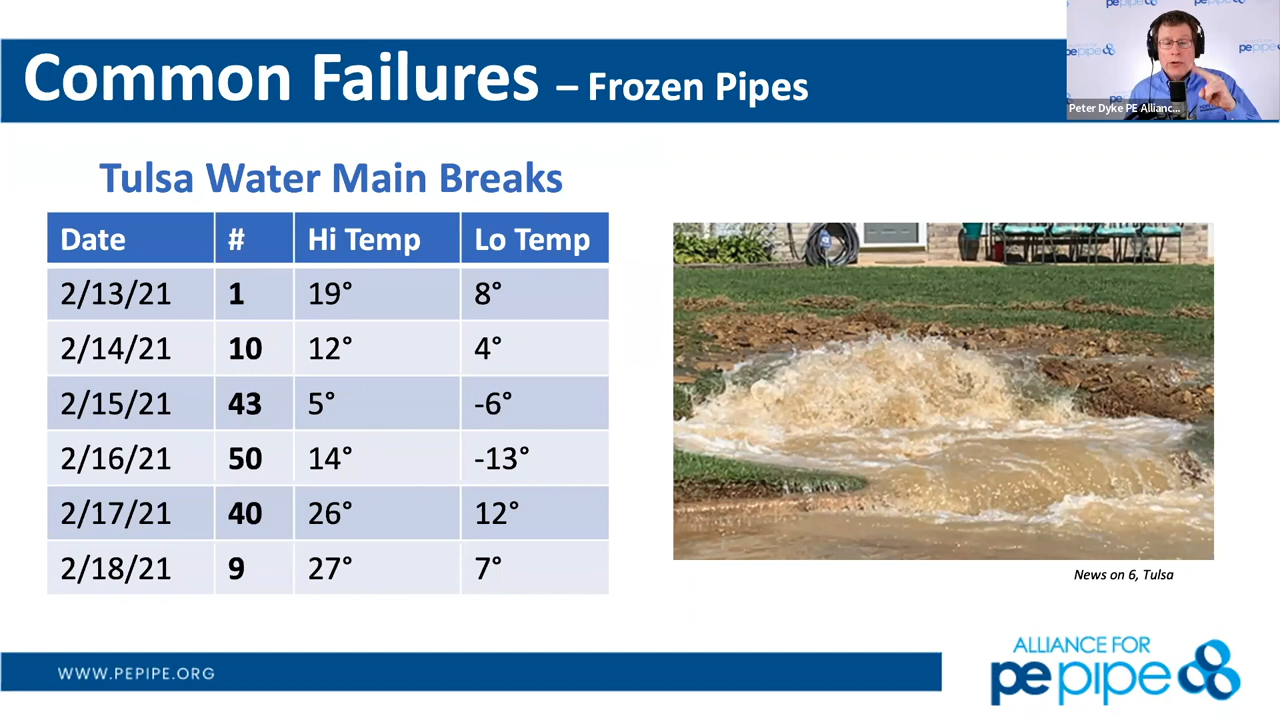 Common Failures – Frozen Pipes
Peter Dyke PE Allianc...
Tulsa Water Main Breaks
Date # Hi Temp Lo Temp
2/13/21 1 19° 8°
2/14/21 10 12° 4°
2/15/21 43 5° -6°
2/16/21 50 14° -13°
2/17/21 40 26° 12°
2/18/21 9 27° 7°
News on 6, Tulsa
WWW.PEPIPE.ORG
ALLIANCE FOR
pepipe